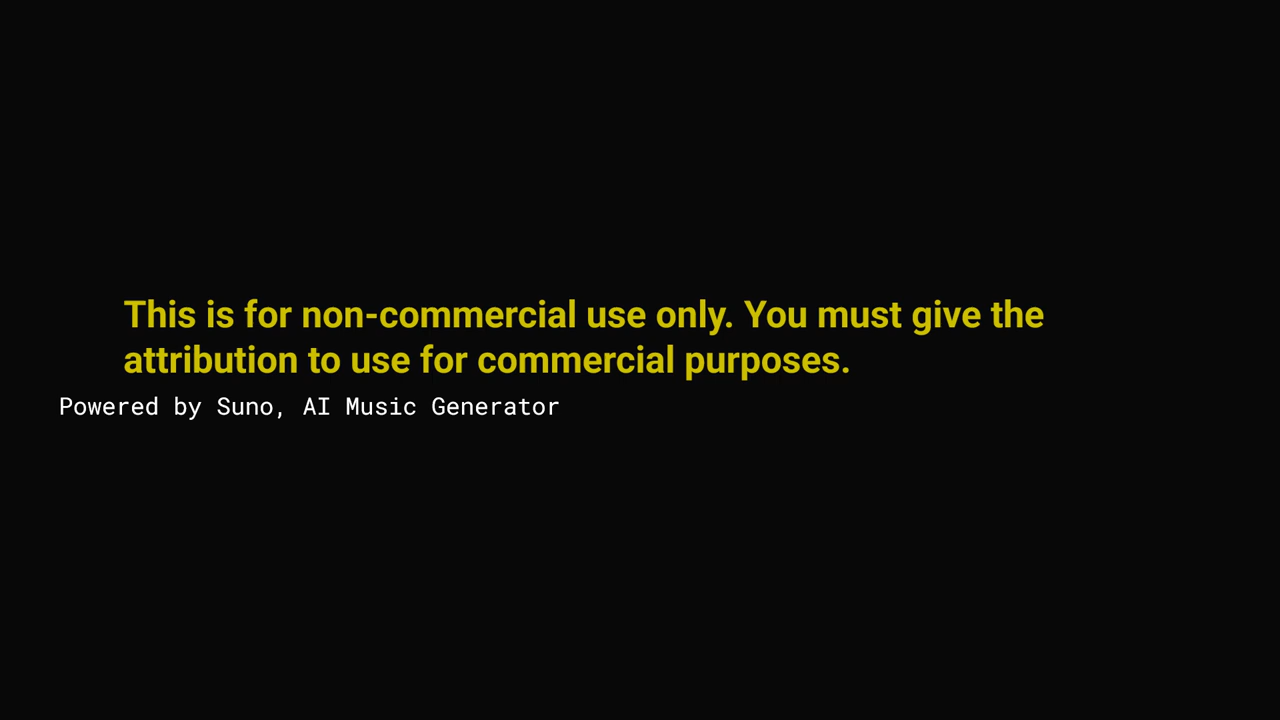 This is for non-commercial use only. You must give the
attribution to use for commercial purposes.
Powered by Suno, AI Music Generator